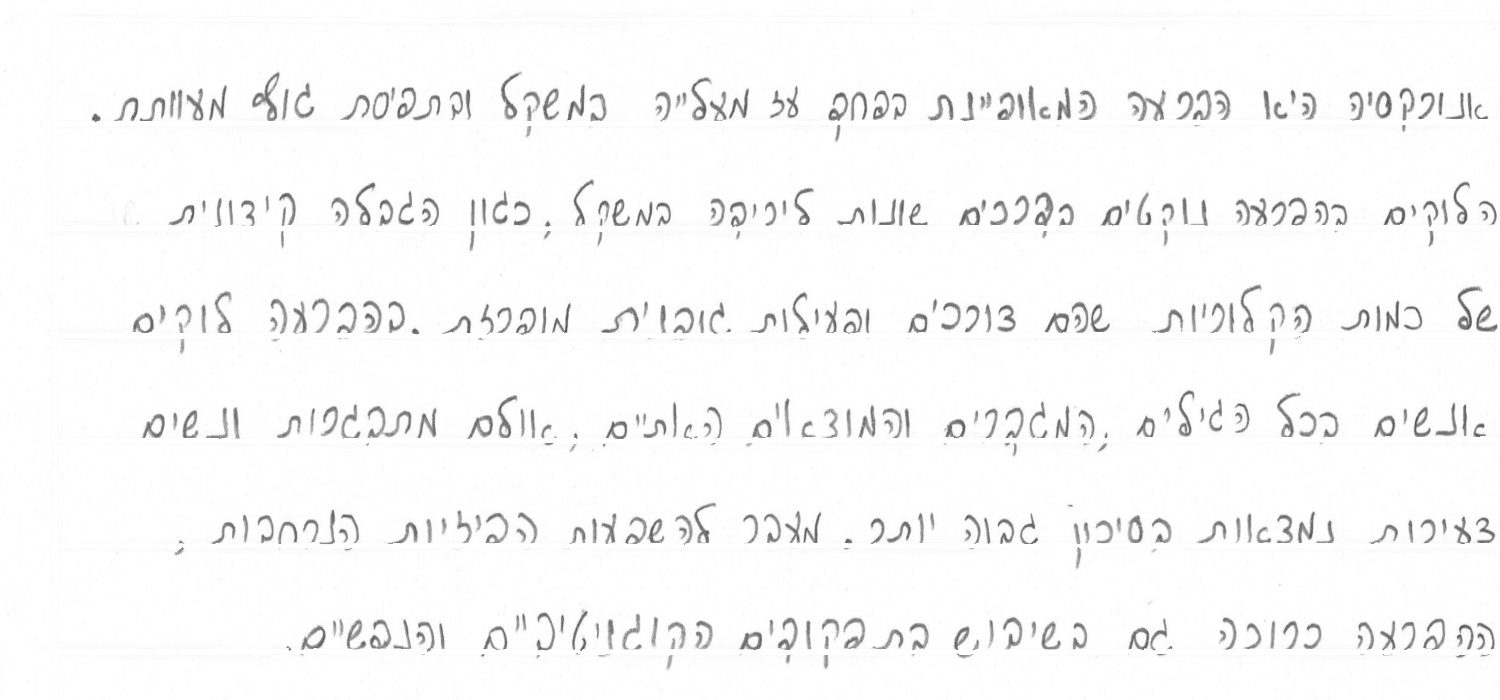 אנורקסיה היא הפרעה המאופיינת בפחד עז מעלייה במשקל ובתפיסת גוף מעוותת.
הלוקים בהפרעה נוקטים בדרכים שונות לירידה במשקל, כגון הגבלה קיצונית
של כמות הקלוריות שהם צורכים ופעילות גופנית מופרזת. בהפרעה לוקים
אנשים בכל הגילים, המגדרים והמוצאים האתניים, אולם מתבגרות ונשים
צעירות נמצאות בסיכון גבוה יותר. מעבר להשפעות הפיזיות הנרחבות,
ההפרעה כרוכה גם בשיבוש בתפקודים הקוגניטיביים והנפשיים.